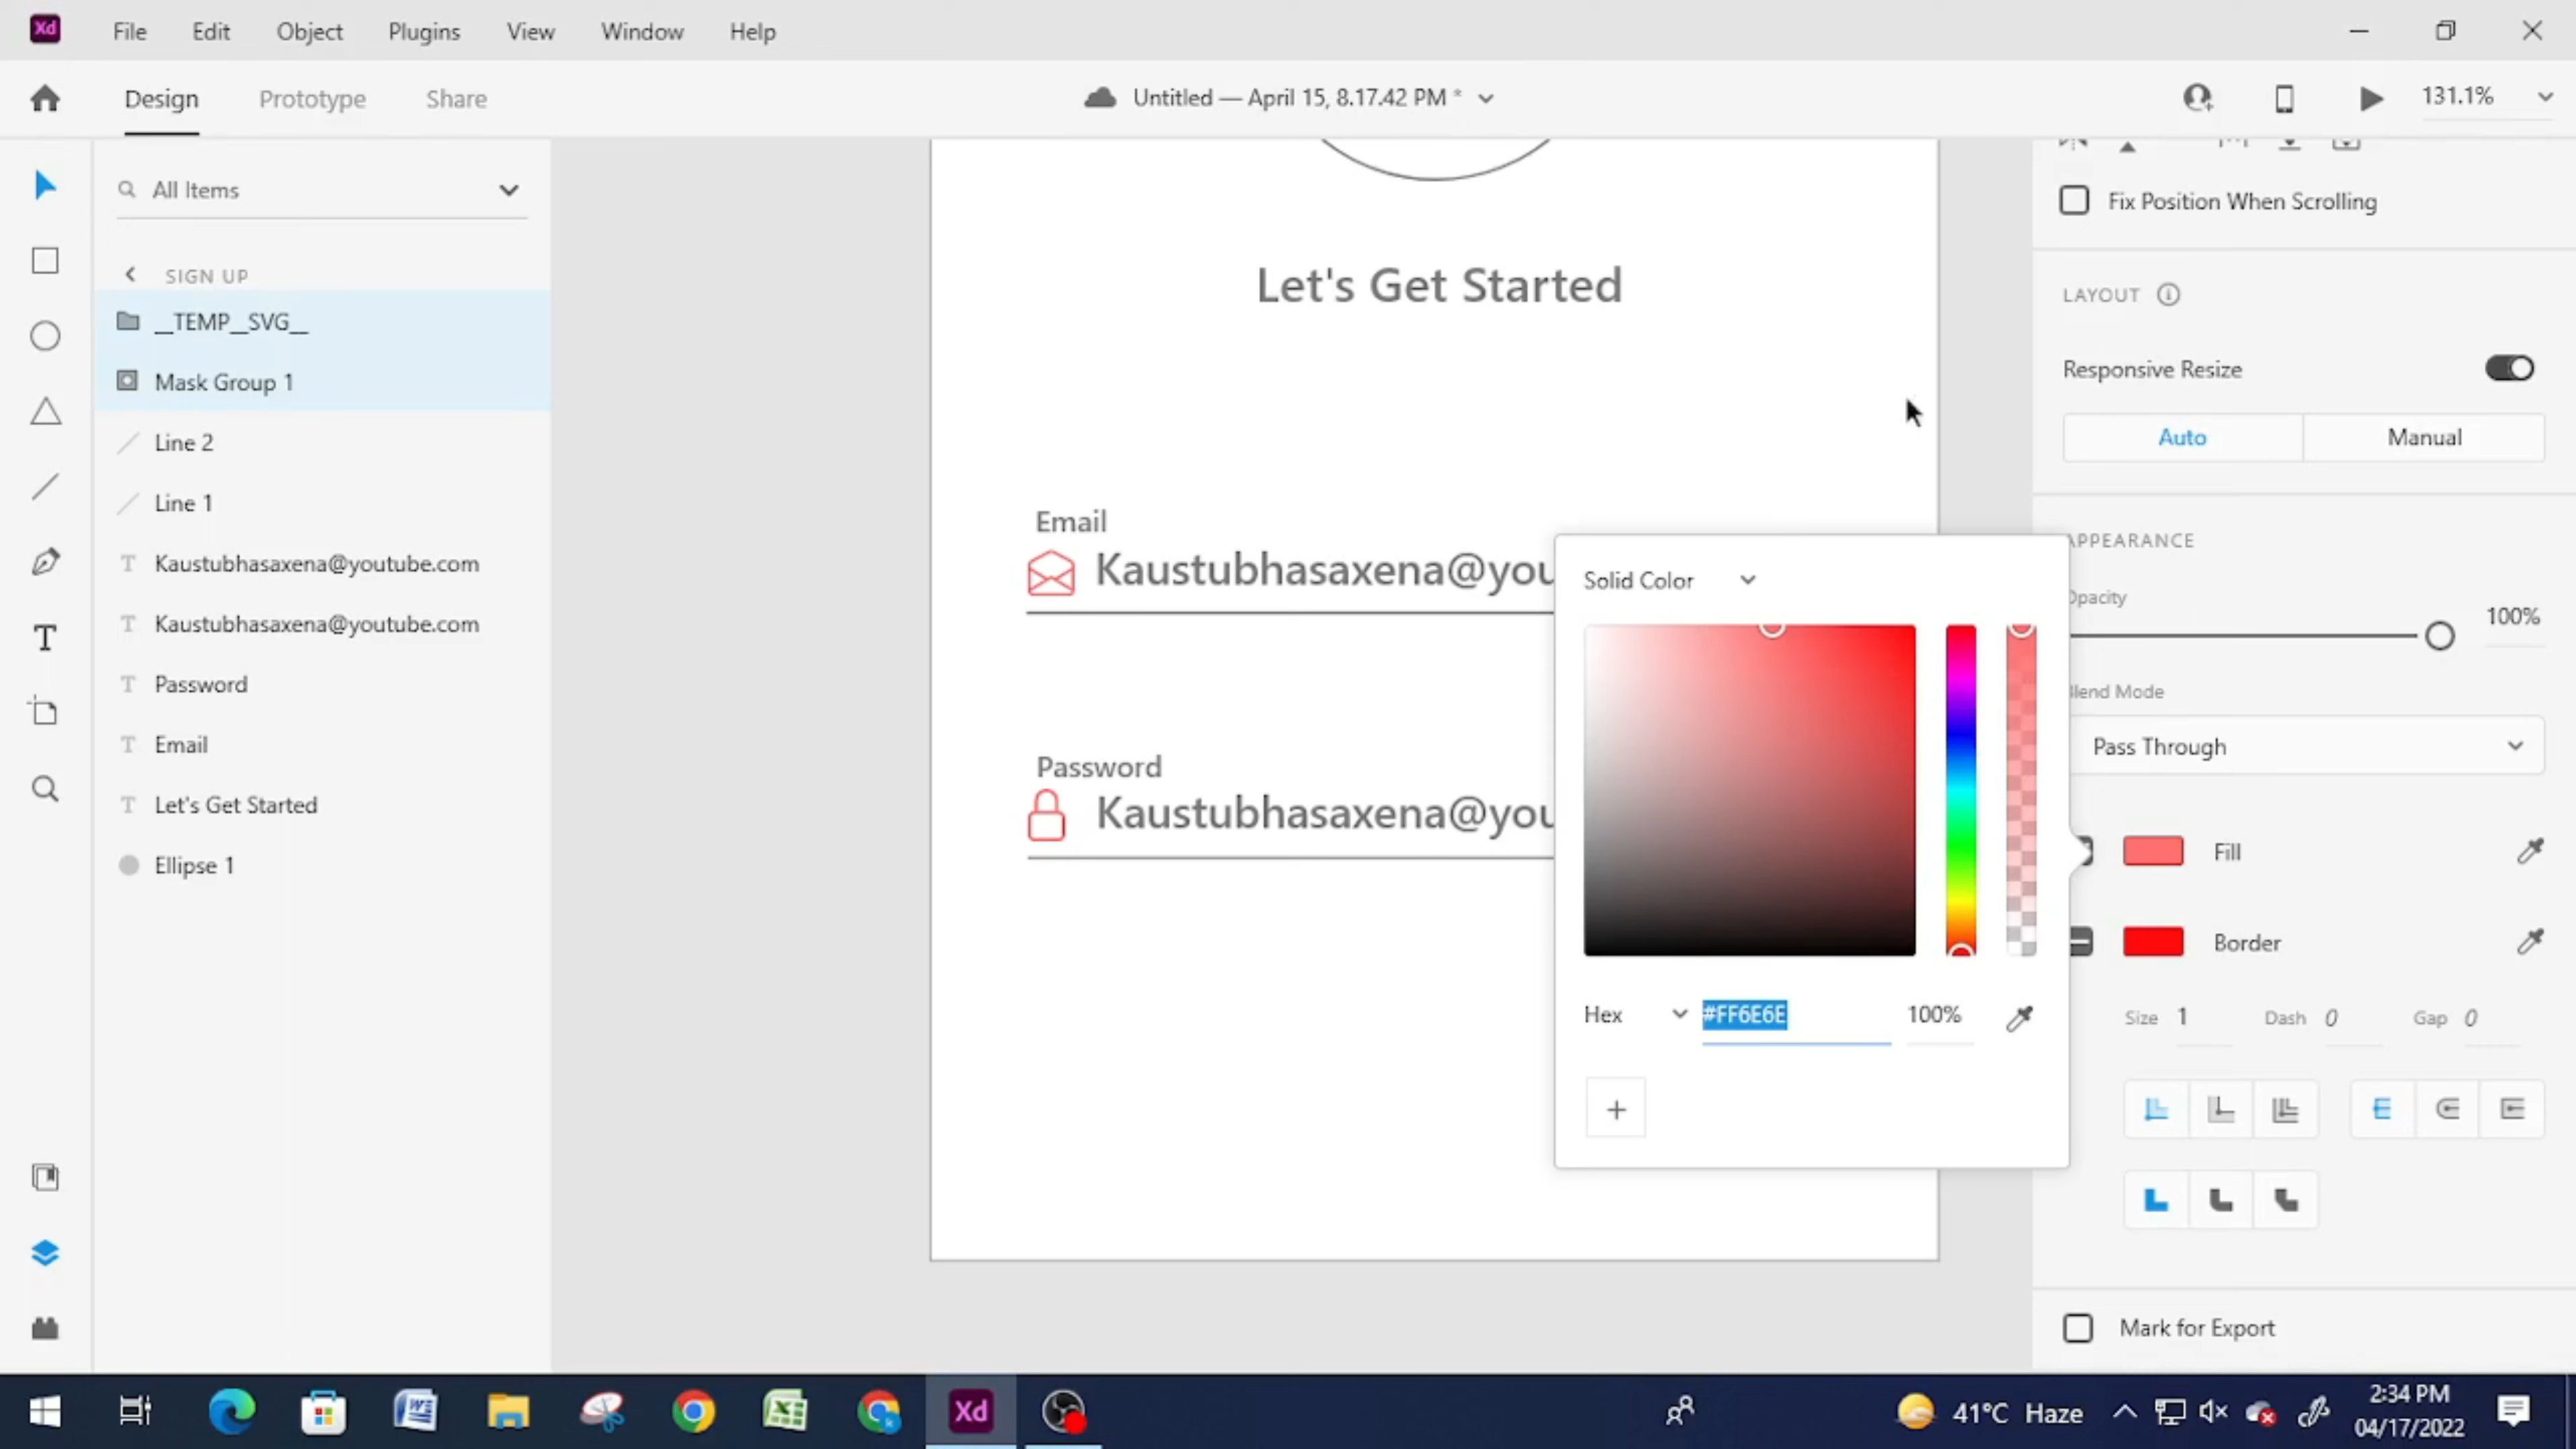 Xd File Edit Object Plugins View Window Help
Design Prototype Share
Untitled — April 15, 8.17.42 PM *
131.1%
All Items
SIGN UP
__TEMP__SVG__
Mask Group 1
Line 2
Line 1
Kaustubhasaxena@youtube.com
Kaustubhasaxena@youtube.com
Password
Email
Let's Get Started
Ellipse 1
Let's Get Started
Email
Kaustubhasaxena@you
Password
Kaustubhasaxena@you
Solid Color
Hex #FF6E6E 100%
+
Fix Position When Scrolling
LAYOUT
Responsive Resize
Auto Manual
APPEARANCE
Opacity
100%
Blend Mode
Pass Through
Fill
Border
Size 1 Dash 0 Gap 0
Mark for Export
Xd
41°C Haze
2:34 PM
04/17/2022